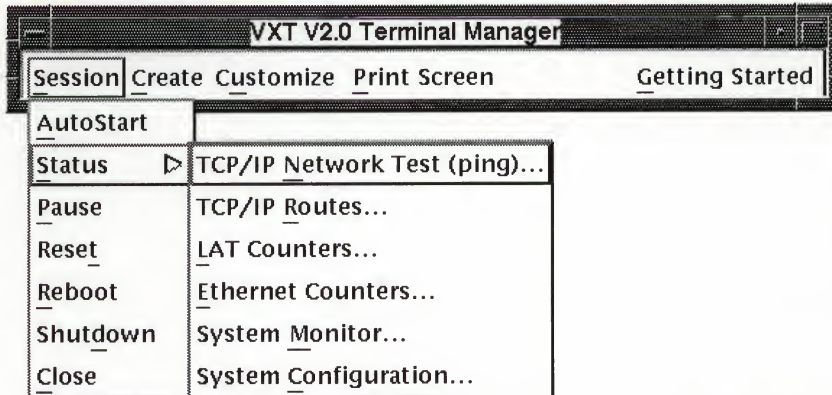 VXT V2.0 Terminal Manager
Session Create Customize Print Screen Getting Started
AutoStart
Status TCP/IP Network Test (ping)...
Pause TCP/IP Routes...
Reset LAT Counters...
Reboot Ethernet Counters...
Shutdown System Monitor...
Close System Configuration...